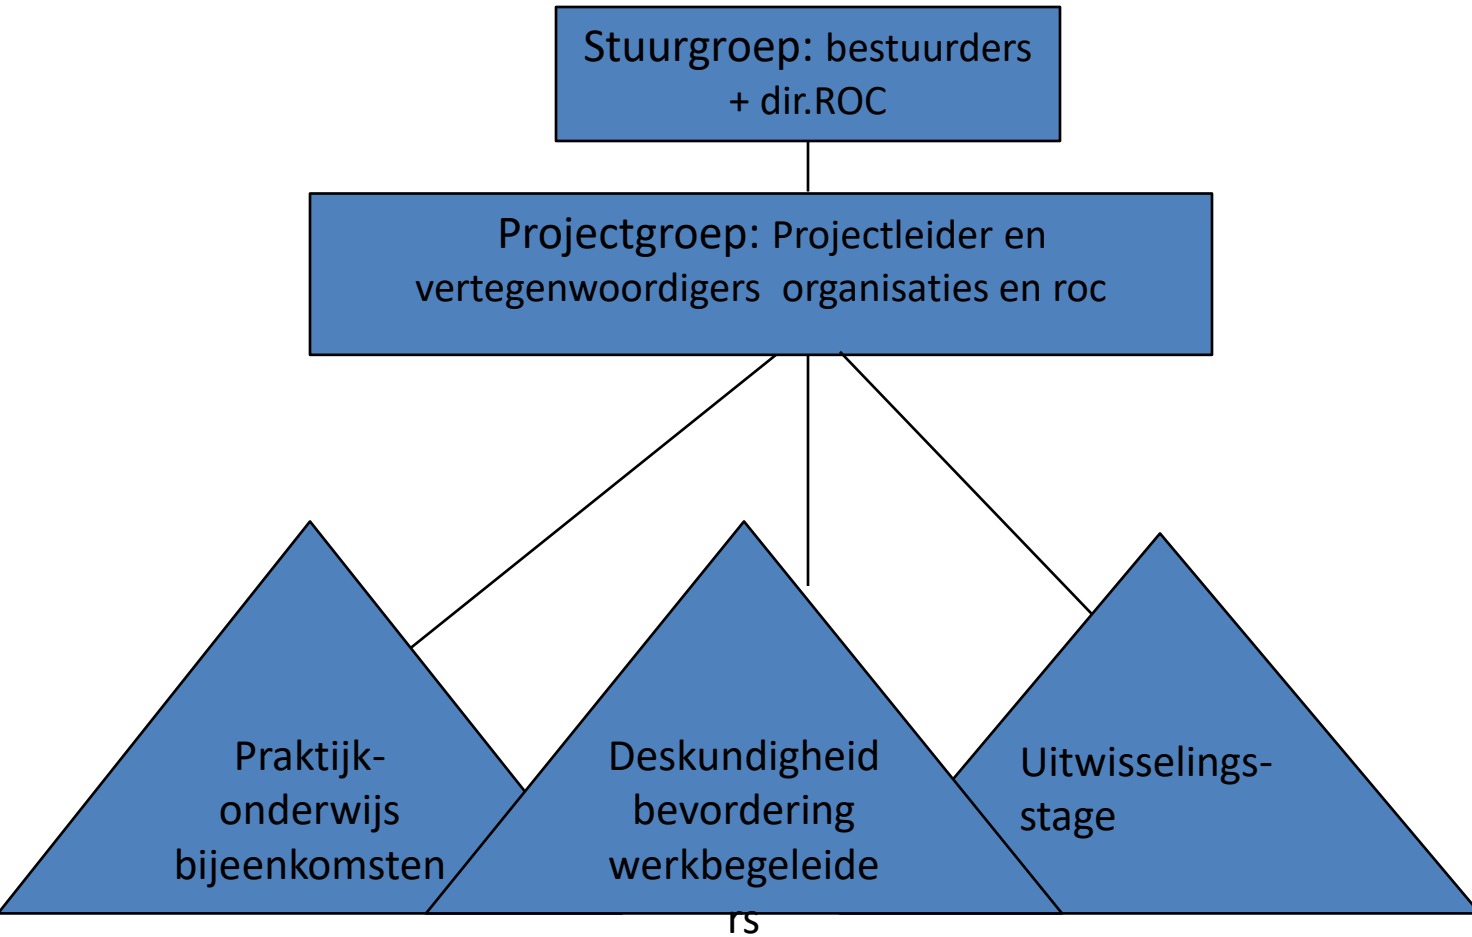 Stuurgroep: bestuurders
+ dir.ROC
Projectgroep: Projectleider en
vertegenwoordigers organisaties en roc
Praktijk-
onderwijs
bijeenkomsten
Deskundigheid
bevordering
werkbegeleide
rs
Uitwisselings-
stage